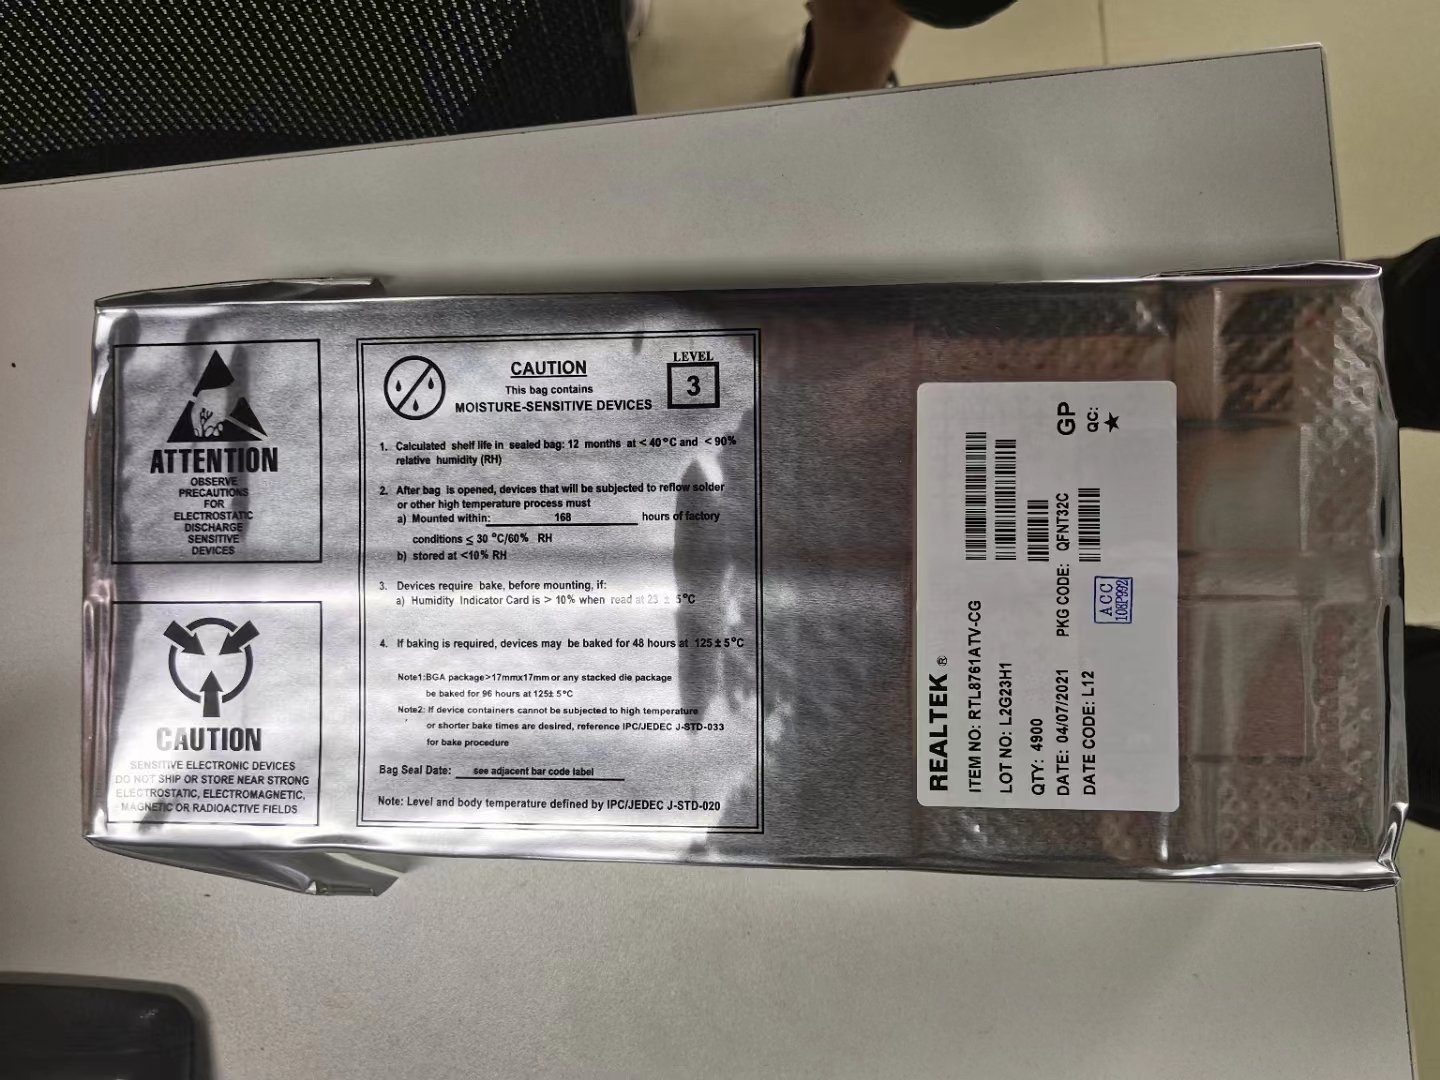 ATTENTION
OBSERVE
PRECAUTIONS
FOR
ELECTROSTATIC
DISCHARGE
SENSITIVE
DEVICES
CAUTION
SENSITIVE ELECTRONIC DEVICES
DO NOT SHIP OR STORE NEAR STRONG
ELECTROSTATIC, ELECTROMAGNETIC,
MAGNETIC OR RADIOACTIVE FIELDS
CAUTION
This bag contains
MOISTURE-SENSITIVE DEVICES
LEVEL
3
1. Calculated shelf life in sealed bag: 12 months at < 40°C and < 90%
relative humidity (RH)
2. After bag is opened, devices that will be subjected to reflow solder
or other high temperature process must
a) Mounted within: 168 hours of factory
conditions ≤ 30 °C/60% RH
b) stored at <10% RH
3. Devices require bake, before mounting, if:
a) Humidity Indicator Card is > 10% when read at 23 ± 5°C
4. If baking is required, devices may be baked for 48 hours at 125 ± 5°C
Note1:BGA package>17mmx17mm or any stacked die package
be baked for 96 hours at 125± 5°C
Note2: If device containers cannot be subjected to high temperature
or shorter bake times are desired, reference IPC/JEDEC J-STD-033
for bake procedure
Bag Seal Date: see adjacent bar code label
Note: Level and body temperature defined by IPC/JEDEC J-STD-020
REALTEK ®
ITEM NO: RTL8761ATV-CG
LOT NO: L2G23H1
QTY: 4900
DATE: 04/07/2021 PKG CODE: QFNT32C GP
DATE CODE: L12 QC:
★
ACC
108P992